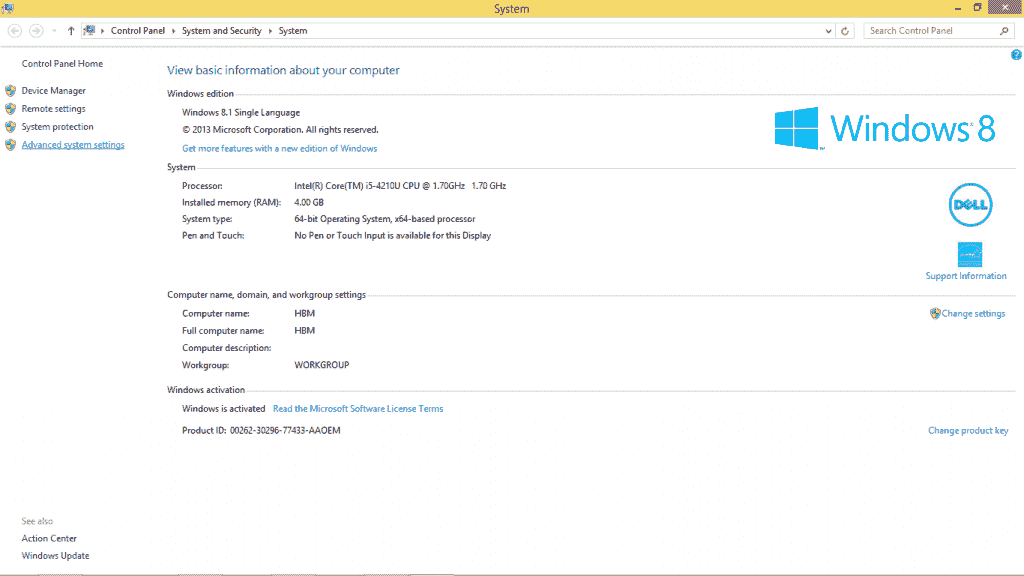 System
Control Panel System and Security System
Search Control Panel
Control Panel Home
Device Manager
Remote settings
System protection
Advanced system settings
View basic information about your computer
Windows edition
Windows 8.1 Single Language
© 2013 Microsoft Corporation. All rights reserved.
Get more features with a new edition of Windows
Windows 8
System
Processor: Intel(R) Core(TM) i5-4210U CPU @ 1.70GHz 1.70 GHz
Installed memory (RAM): 4.00 GB
System type: 64-bit Operating System, x64-based processor
Pen and Touch: No Pen or Touch Input is available for this Display
DELL
Support Information
Computer name, domain, and workgroup settings
Computer name: HBM
Change settings
Full computer name: HBM
Computer description:
Workgroup: WORKGROUP
Windows activation
Windows is activated Read the Microsoft Software License Terms
Product ID: 00262-30296-77433-AAOEM
Change product key
See also
Action Center
Windows Update